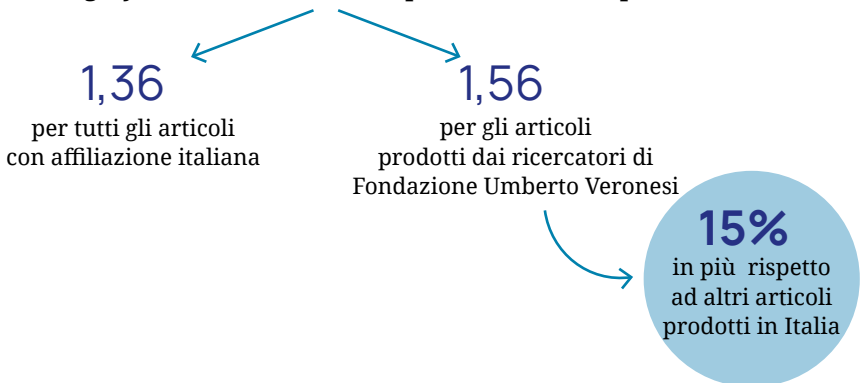 1,36
per tutti gli articoli
con affiliazione italiana
1,56
per gli articoli
prodotti dai ricercatori di
Fondazione Umberto Veronesi
15%
in più rispetto
ad altri articoli
prodotti in Italia